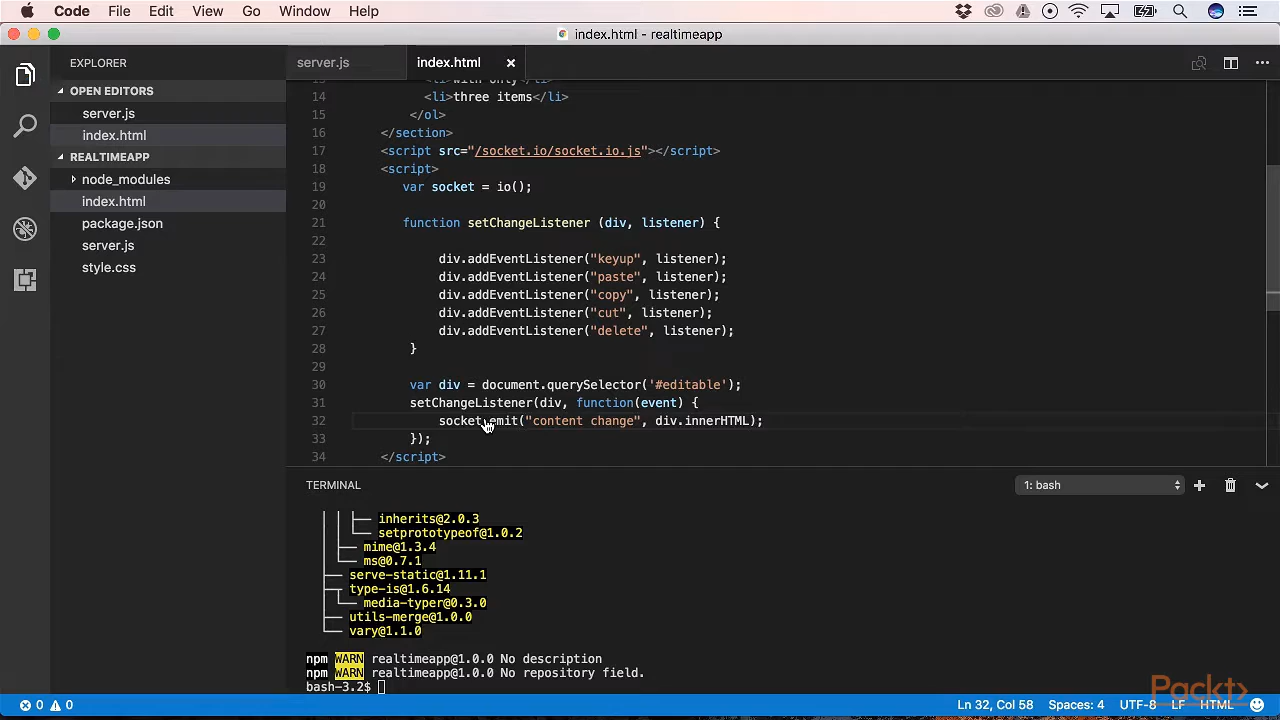 Code File Edit View Go Window Help
index.html - realtimeapp
EXPLORER
OPEN EDITORS
server.js
index.html
REALTIMEAPP
node_modules
index.html
package.json
server.js
style.css
server.js index.html
14 <li>three items</li>
15 </ol>
16 </section>
17 <script src="/socket.io/socket.io.js"></script>
18 <script>
19 var socket = io();
20
21 function setChangeListener (div, listener) {
22
23 div.addEventListener("keyup", listener);
24 div.addEventListener("paste", listener);
25 div.addEventListener("copy", listener);
26 div.addEventListener("cut", listener);
27 div.addEventListener("delete", listener);
28 }
29
30 var div = document.querySelector('#editable');
31 setChangeListener(div, function(event) {
32 socket.emit("content change", div.innerHTML);
33 });
34 </script>
TERMINAL
1: bash
inherits@2.0.3
setprototypeof@1.0.2
mime@1.3.4
ms@0.7.1
serve-static@1.11.1
type-is@1.6.14
media-typer@0.3.0
utils-merge@1.0.0
vary@1.1.0
npm WARN realtimeapp@1.0.0 No description
npm WARN realtimeapp@1.0.0 No repository field.
bash-3.2$
0 0
Ln 32, Col 58 Spaces: 4 UTF-8 LF HTML
Packt>